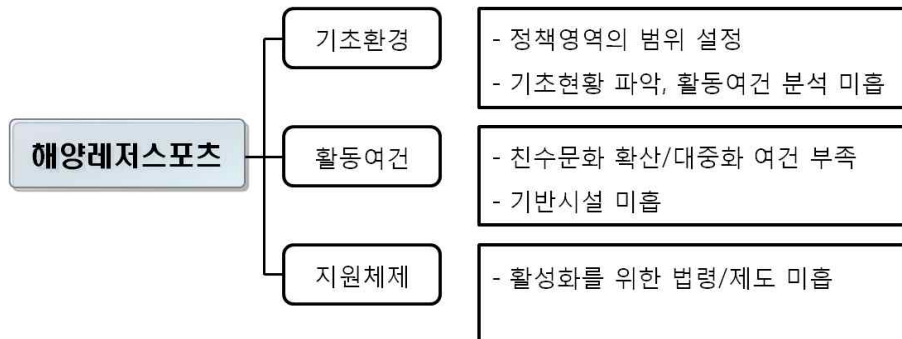 기초환경
- 정책영역의 범위 설정
- 기초현황 파악, 활동여건 분석 미흡
해양레저스포츠
활동여건
- 친수문화 확산/대중화 여건 부족
- 기반시설 미흡
지원체제
- 활성화를 위한 법령/제도 미흡